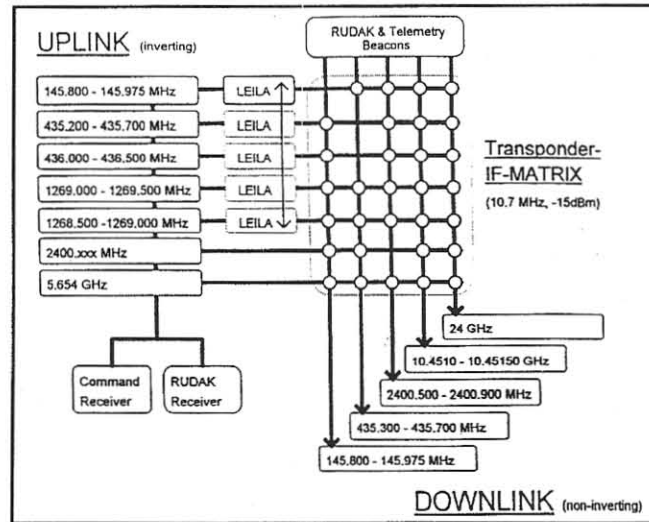 UPLINK (inverting)
RUDAK & Telemetry
Beacons
145.800 - 145.975 MHz
LEILA
435.200 - 435.700 MHz
LEILA
436.000 - 436.500 MHz
LEILA
1269.000 - 1269.500 MHz
LEILA
1268.500 -1269.000 MHz
LEILA
2400.xxx MHz
5.654 GHz
Transponder-
IF-MATRIX
(10.7 MHz, -15dBm)
Command
Receiver
RUDAK
Receiver
24 GHz
10.4510 - 10.45150 GHz
2400.500 - 2400.900 MHz
435.300 - 435.700 MHz
145.800 - 145.975 MHz
DOWNLINK (non-inverting)